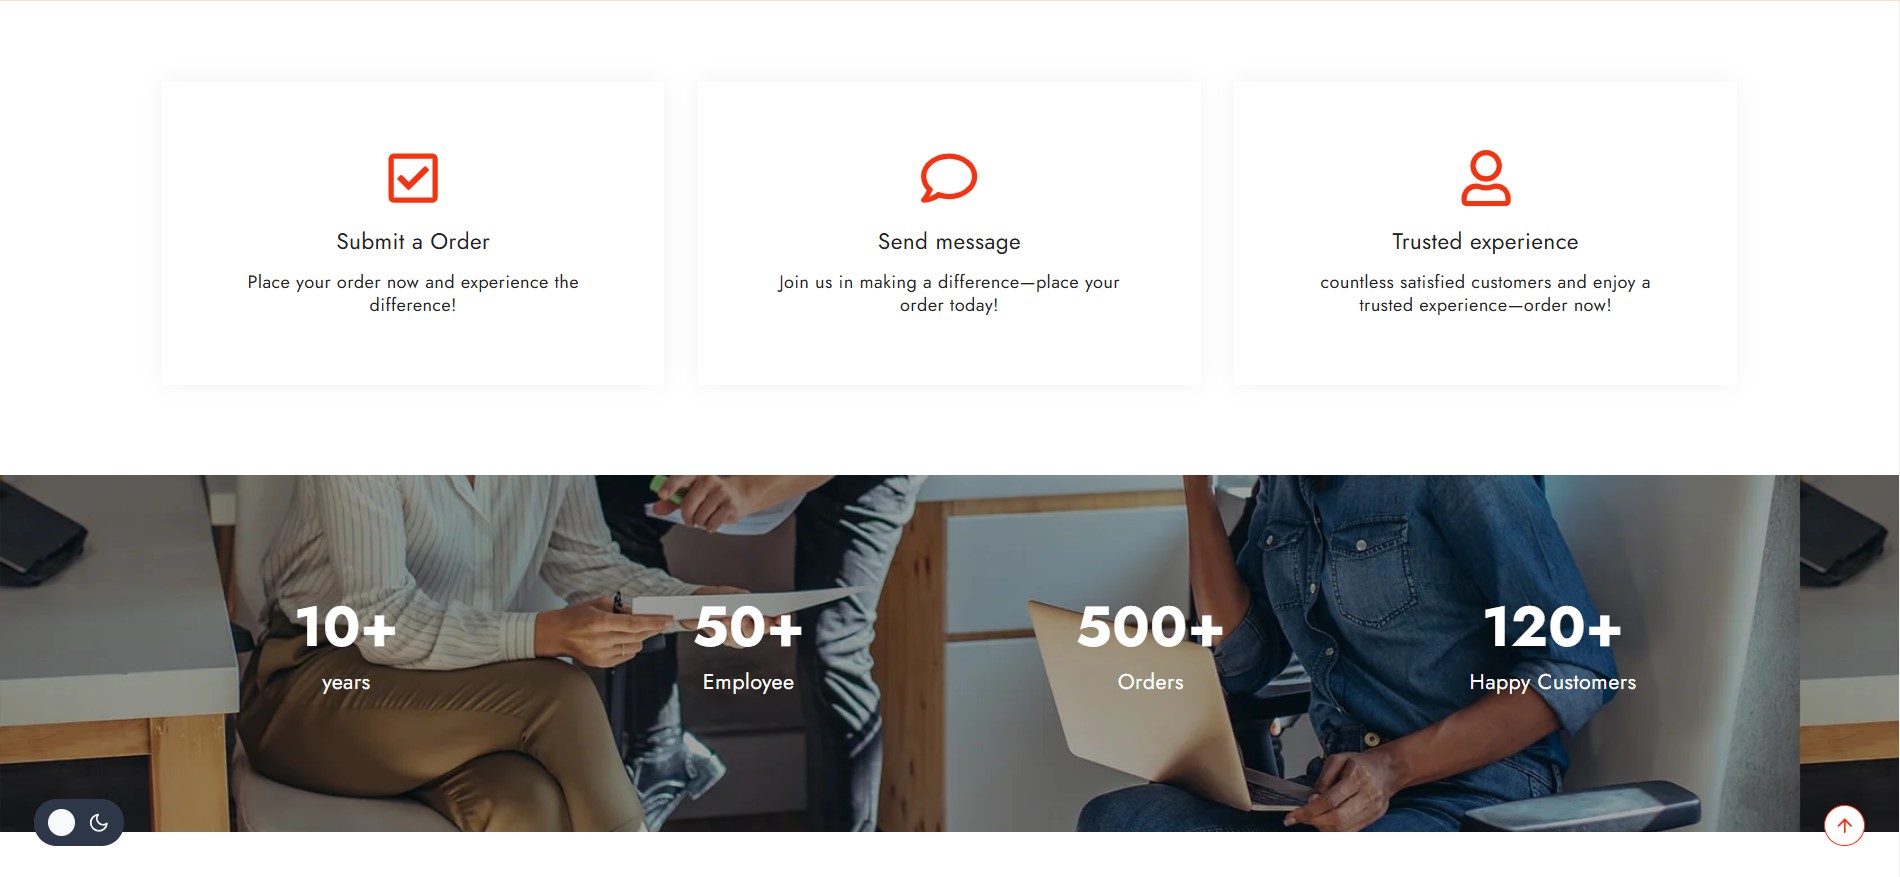 Submit a Order
Place your order now and experience the
difference!
Send message
Join us in making a difference—place your
order today!
Trusted experience
countless satisfied customers and enjoy a
trusted experience—order now!
10+
years
50+
Employee
500+
Orders
120+
Happy Customers